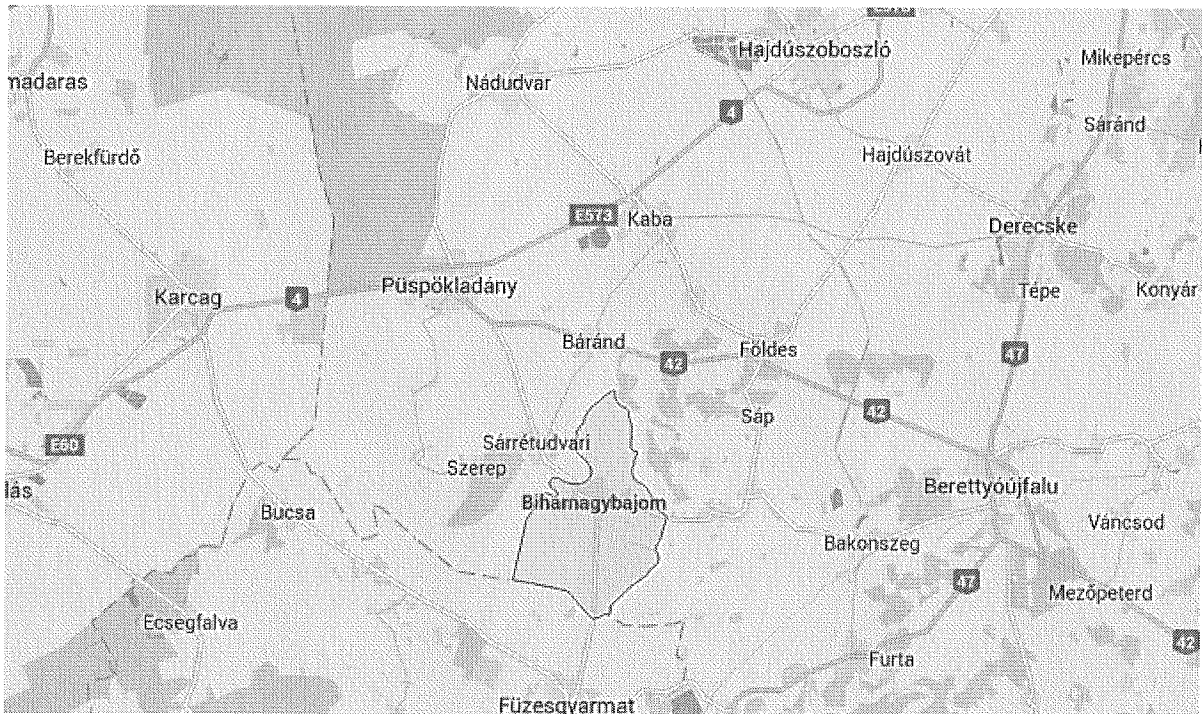 Hajdúszoboszló
Mikepércs
Nádudvar
madaras
4
Sáránd
Berekfürdő
Hajdúszovát
E573
Kaba
Derecske
Püspökladány
Karcag
4
Tépe
Konyár
Báránd
42
Földes
47
42
Sáp
Sárrétudvari
E60
Szerep
lás
Biharnagybajom
Berettyóújfalu
Bucsa
Váncsod
Bakonszeg
47
Mezőpeterd
Ecsegfalva
42
Furta
Füzesgyarmat